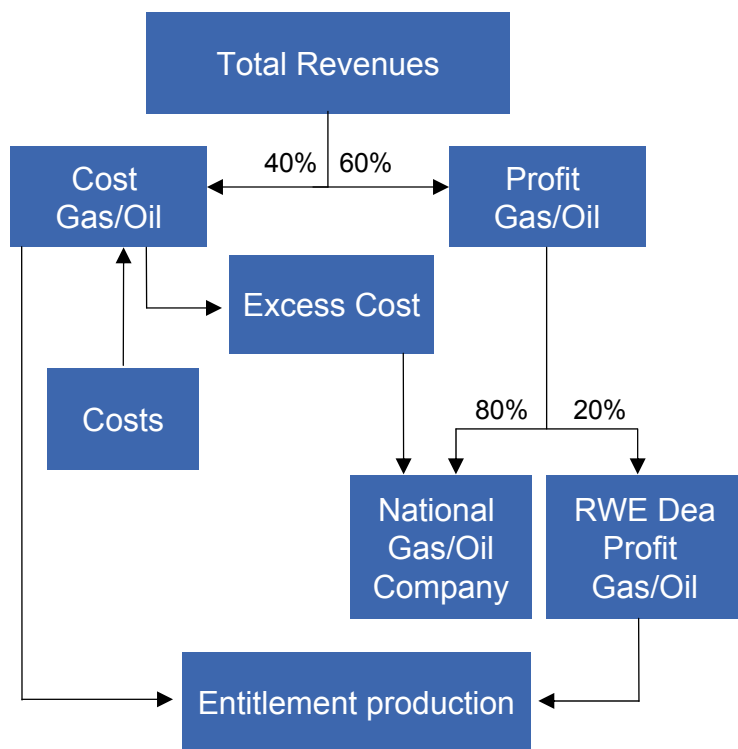 Total Revenues
40%
60%
Cost
Gas/Oil
Profit
Gas/Oil
Excess Cost
Costs
80%
20%
National
Gas/Oil
Company
RWE Dea
Profit
Gas/Oil
Entitlement production